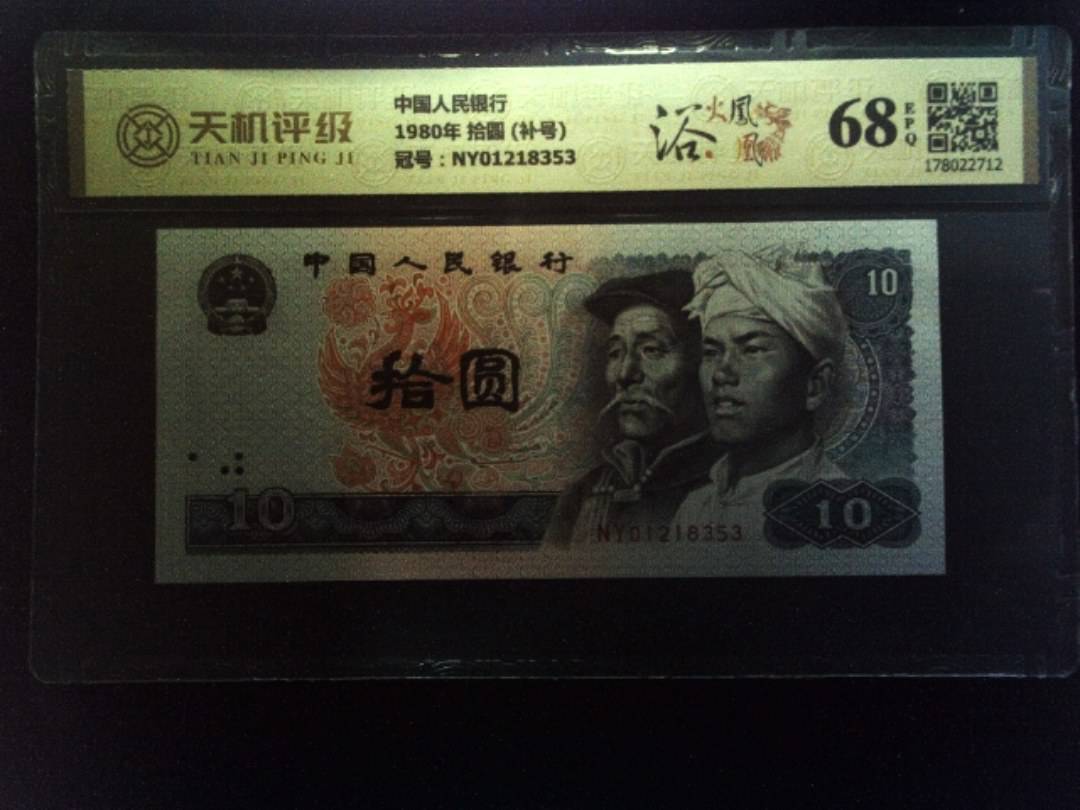 天机评级
TIAN JI PING JI
中国人民银行
1980年 拾圆 (补号)
冠号：NY01218353
浴火凤凰
68
EPQ
178022712
中国人民银行
10
拾圆
10
NY01218353
10